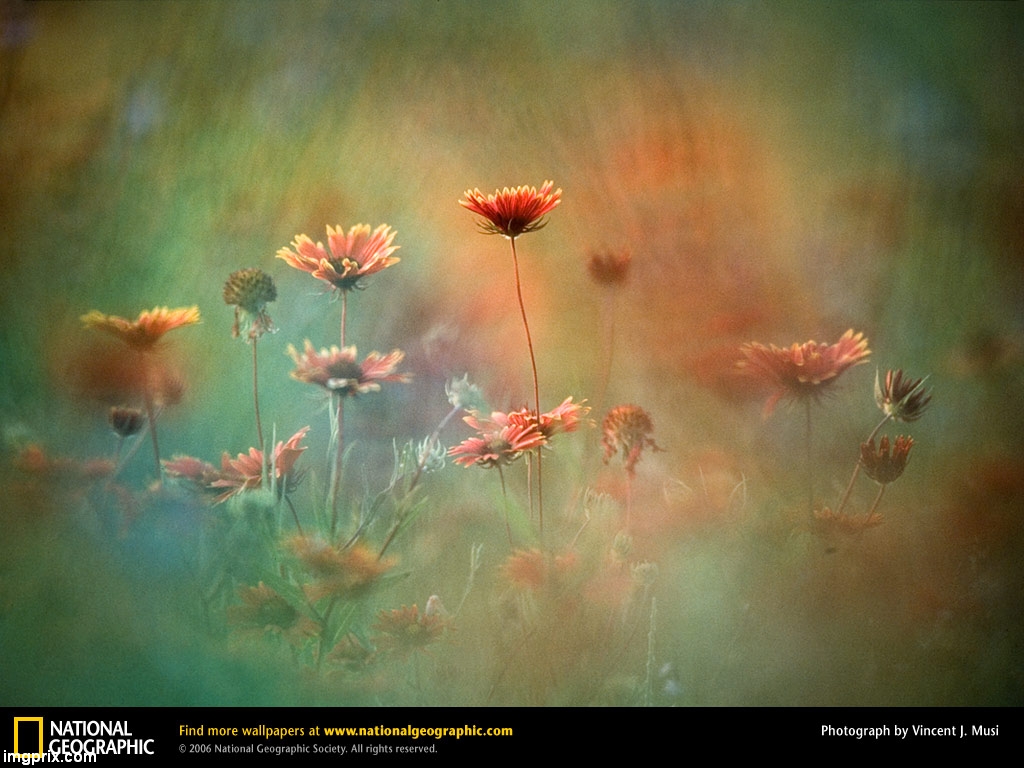 NATIONAL
GEOGRAPHIC
Find more wallpapers at www.nationalgeographic.com
© 2006 National Geographic Society. All rights reserved.
Photograph by Vincent J. Musi
imgprix.com